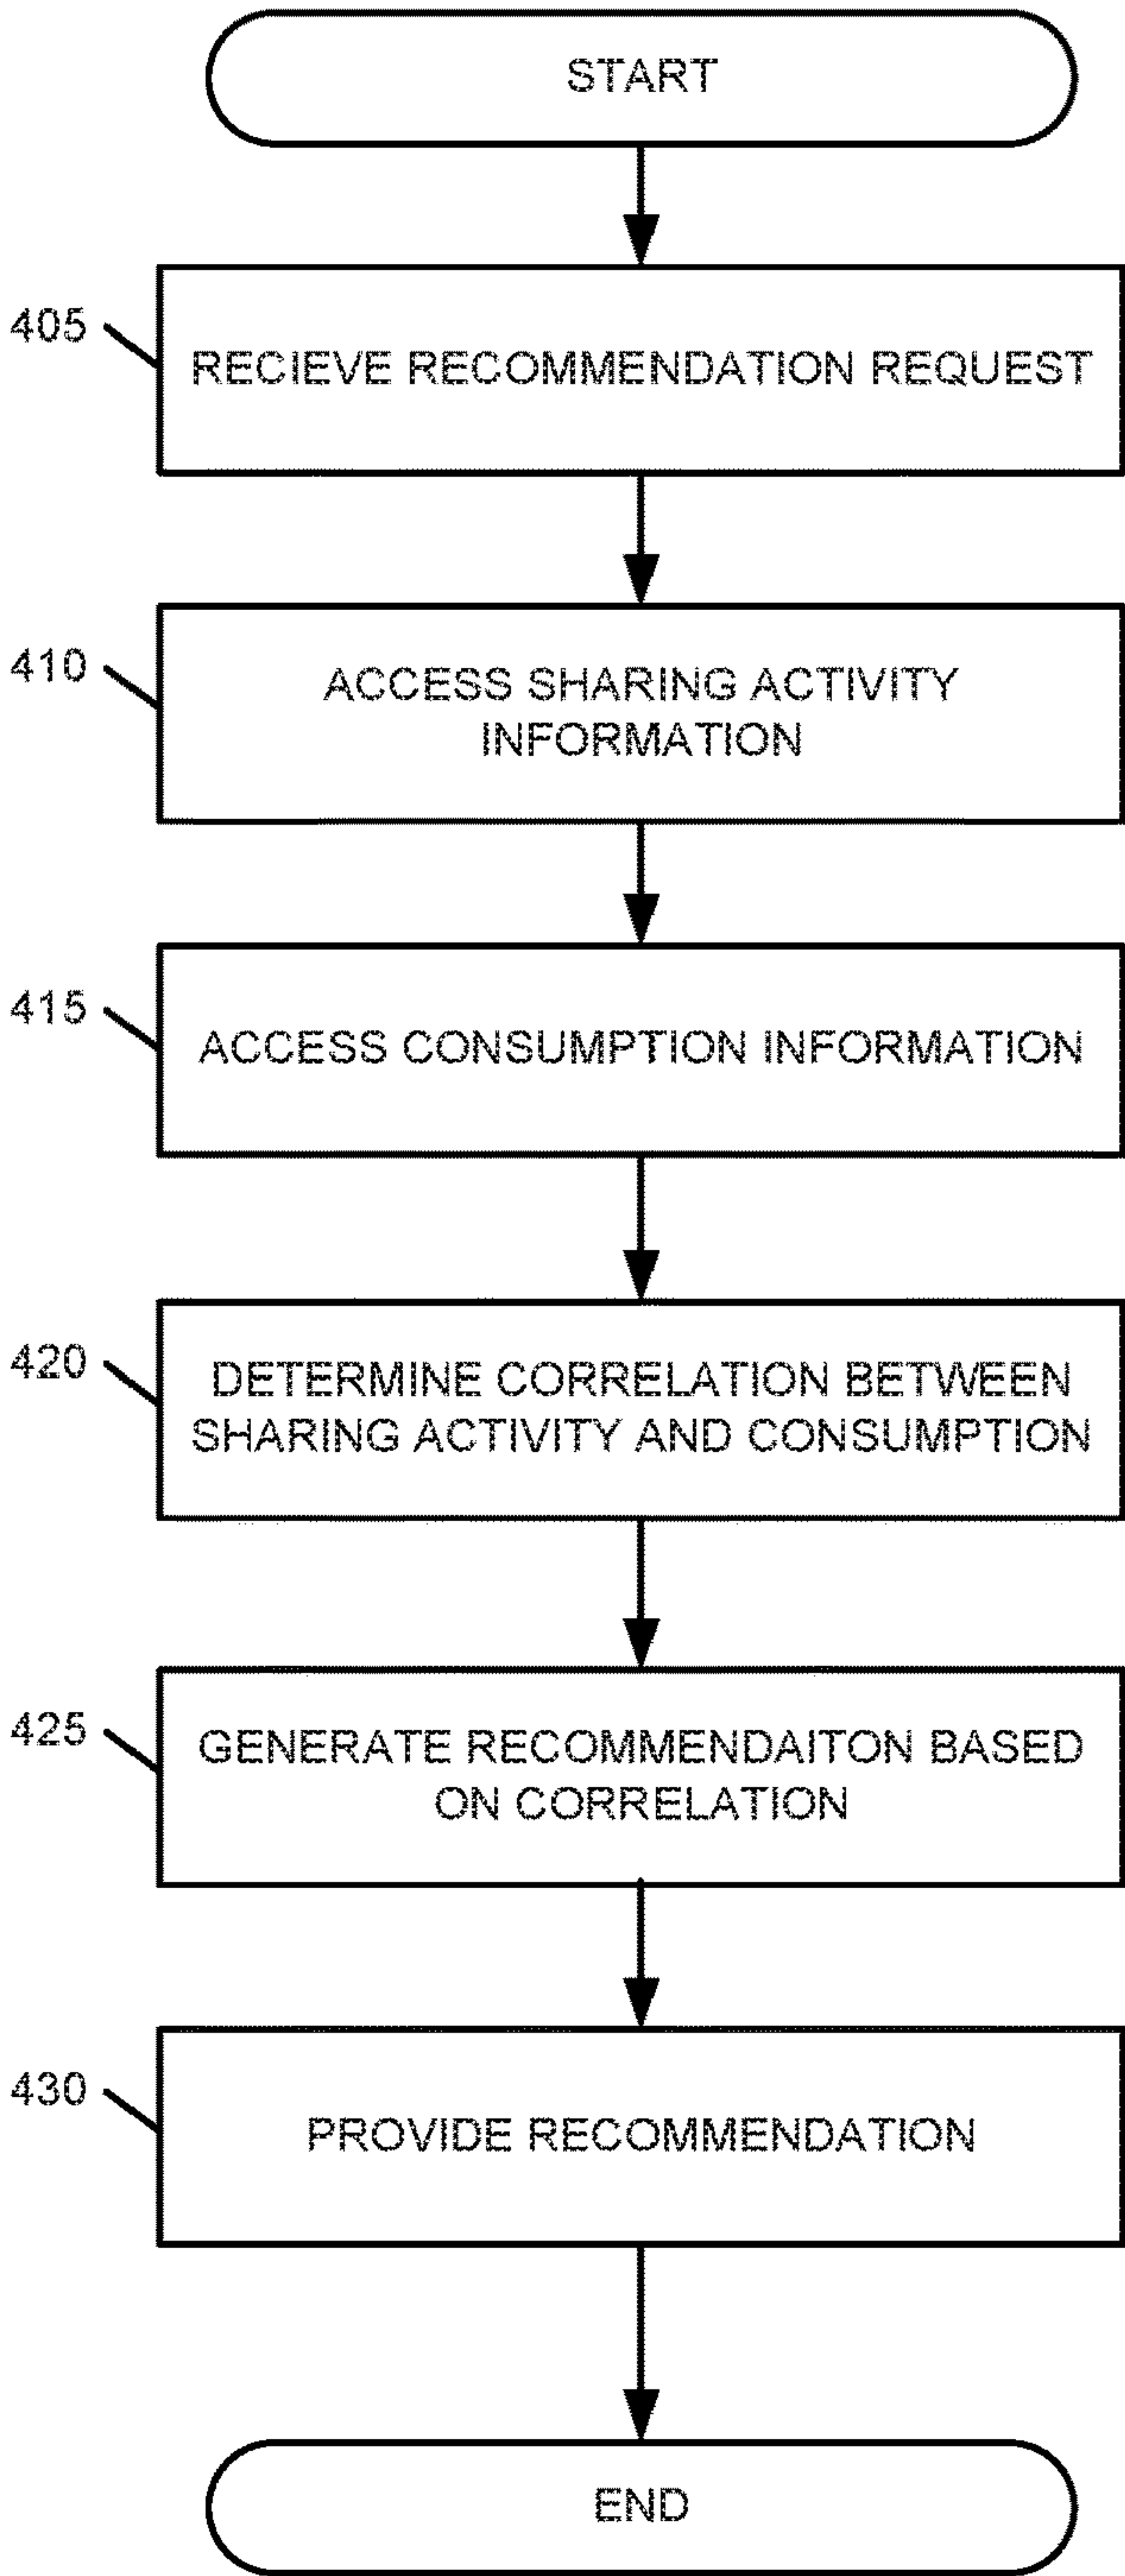 START
405
RECIEVE RECOMMENDATION REQUEST
410
ACCESS SHARING ACTIVITY
INFORMATION
415
ACCESS CONSUMPTION INFORMATION
420
DETERMINE CORRELATION BETWEEN
SHARING ACTIVITY AND CONSUMPTION
425
GENERATE RECOMMENDAITON BASED
ON CORRELATION
430
PROVIDE RECOMMENDATION
END